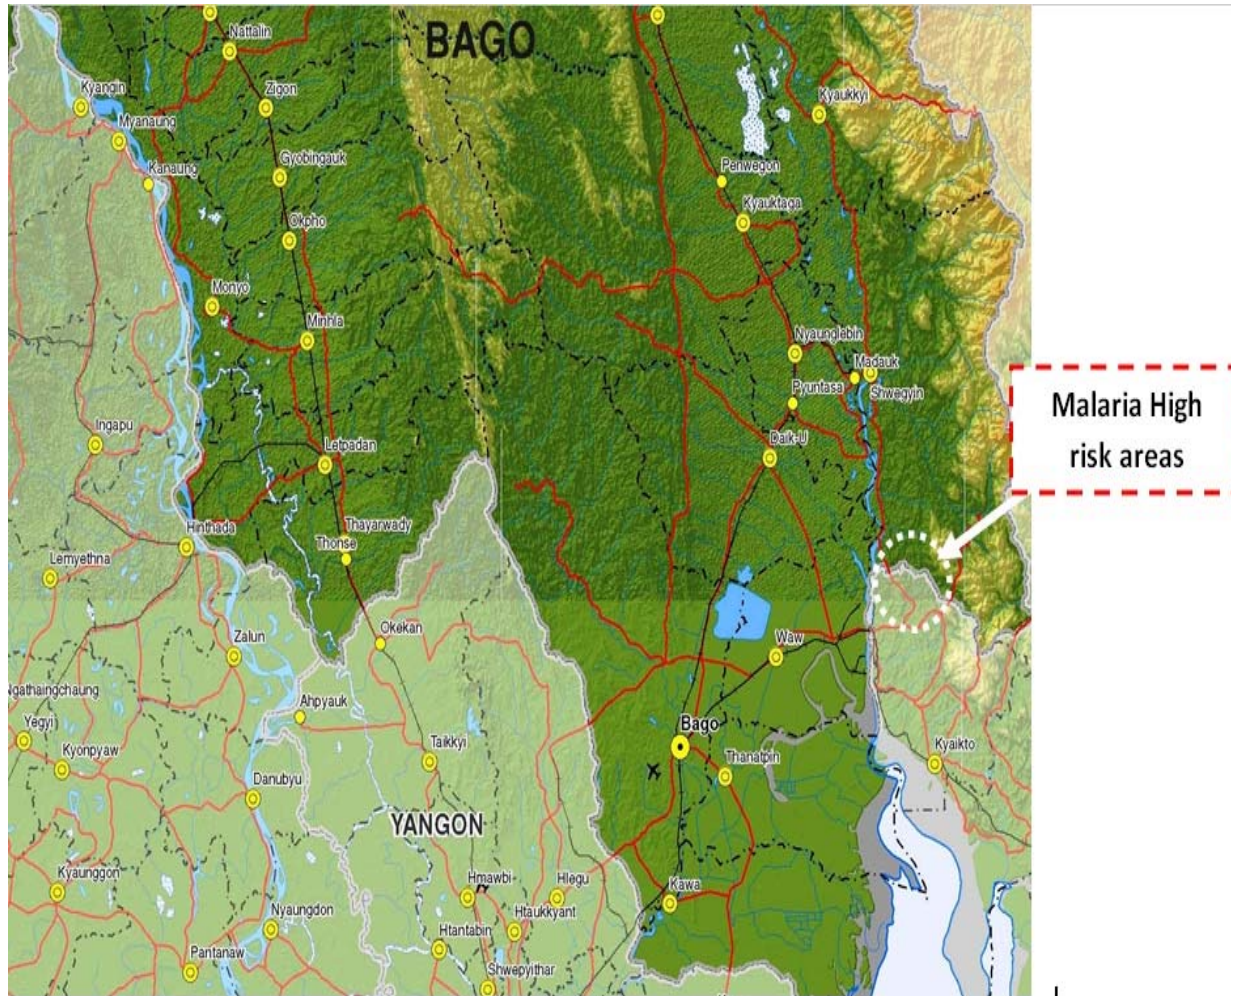 BAGO
Nattalin
Kyangin
Zigon
Kyaukkyi
Myanaung
Gyobingauk
Kanaung
Penwegon
Okpho
Kyauktaga
Monyo
Minhla
Nyaunglebin
Madauk
Pyuntasa
Shwegyin
Malaria High
risk areas
Ingapu
Letpadan
Daik-U
Hinthada
Thayarwady
Thonse
Lemyethna
Okekan
Zalun
Waw
Ngathaingchaung
Ahpyauk
Yegyi
Bago
Kyonpyaw
Taikkyi
Thanatpin
Kyaikto
Danubyu
YANGON
Kyaunggon
Hmawbi
Hlegu
Kawa
Nyaungdon
Htaukkyant
Htantabin
Pantanaw
Shwepyithar